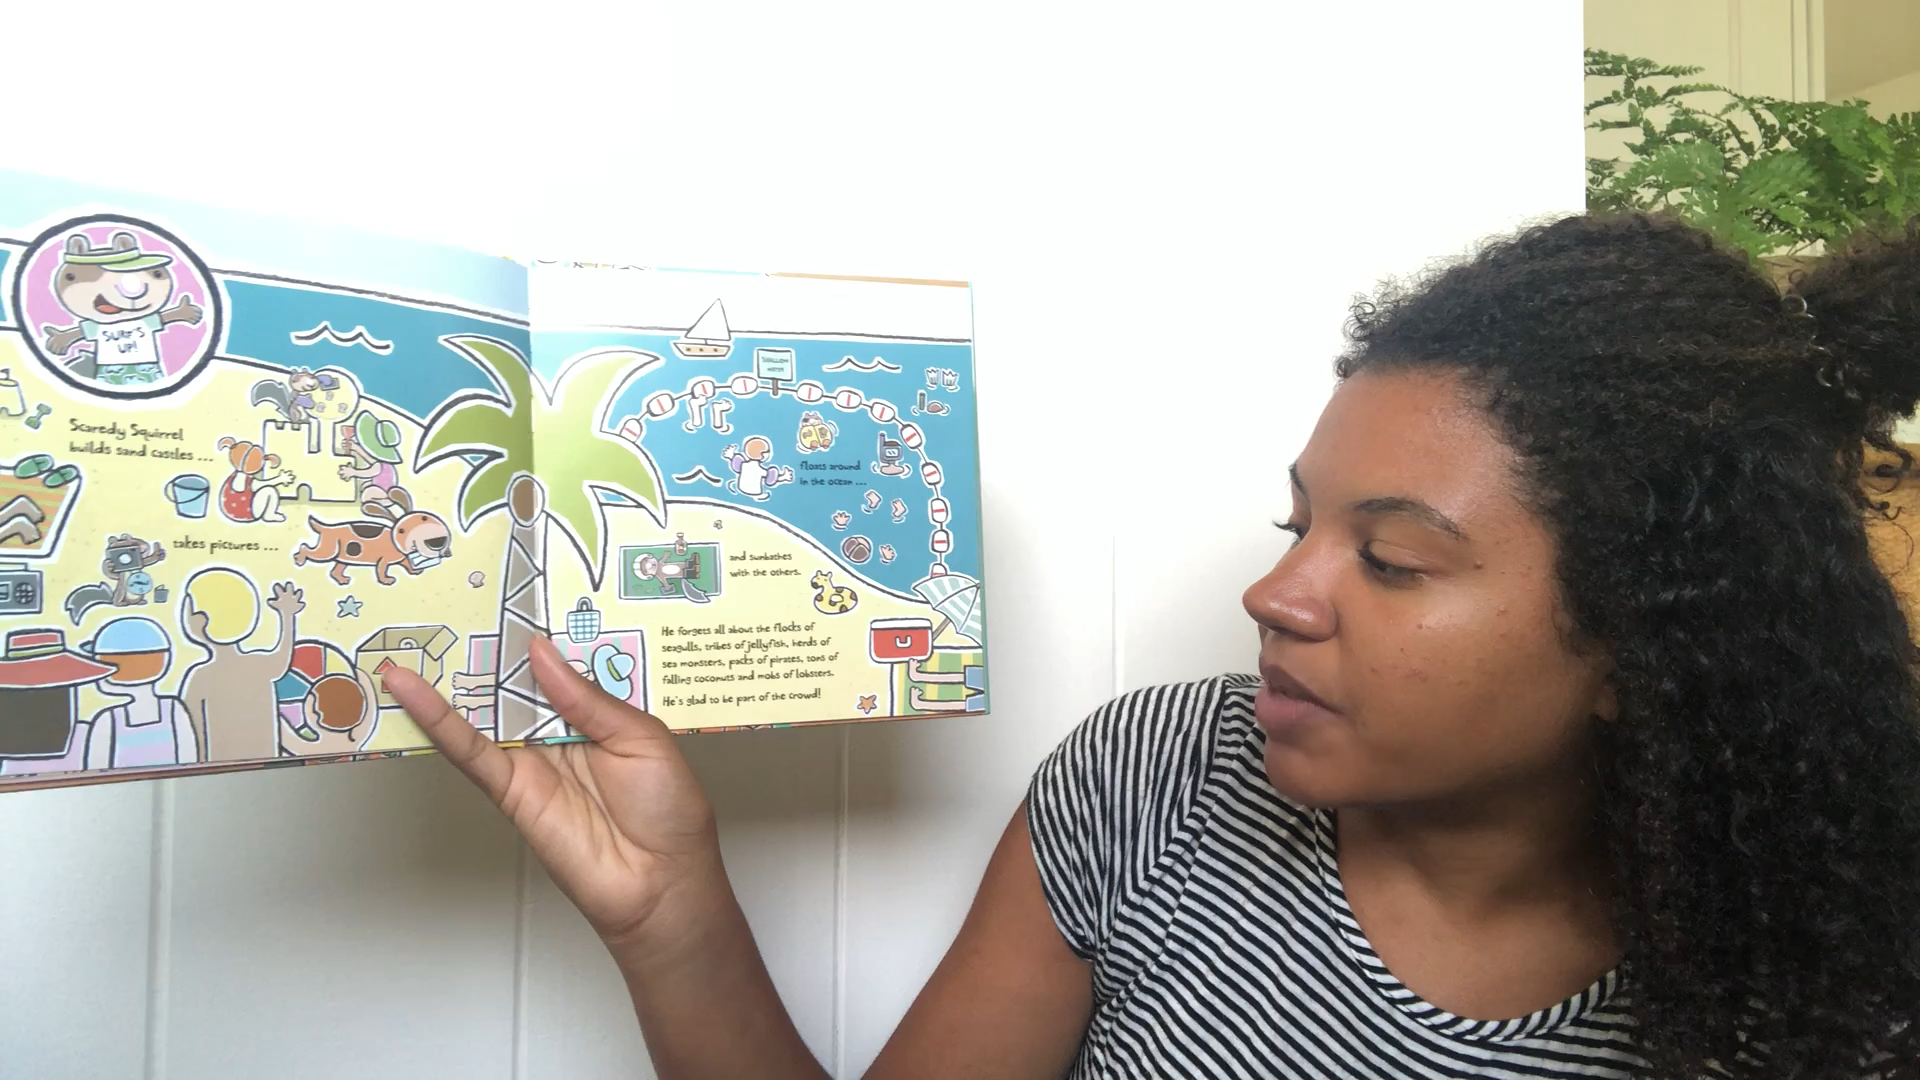 SURF'S
UP!
Scaredy Squirrel
builds sand castles ...
takes pictures ...
SHALLOW
WATER
floats around
in the ocean ...
and sunbathes
with the others.
He forgets all about the flocks of
seagulls, tribes of jellyfish, herds of
sea monsters, packs of pirates, tons of
falling coconuts and mobs of lobsters.
He's glad to be part of the crowd!